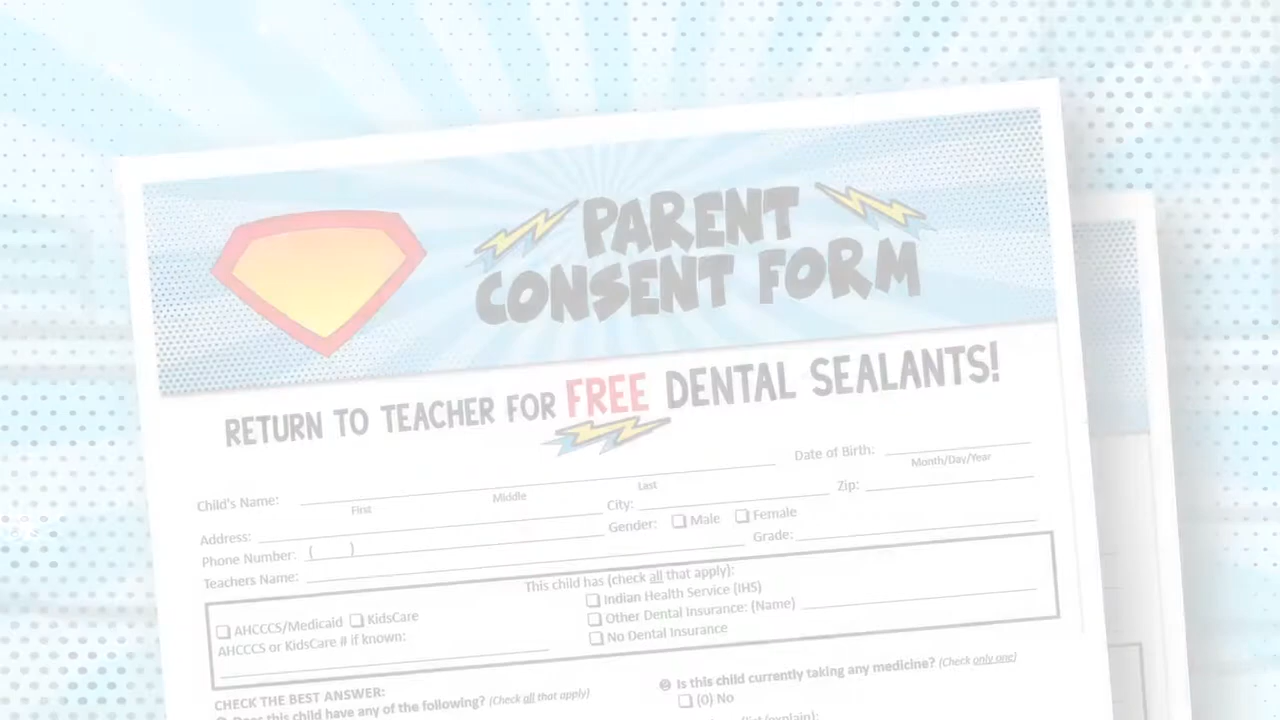 PARENT
CONSENT FORM
RETURN TO TEACHER FOR FREE DENTAL SEALANTS!
Child's Name:
First
Middle
Last
Date of Birth:
Month/Day/Year
Address:
City:
Zip:
Phone Number: ( )
Gender: ❏ Male ❏ Female
Teachers Name:
Grade:
This child has (check all that apply):
❏ AHCCCS/Medicaid ❏ KidsCare
AHCCCS or KidsCare # if known:
❏ Indian Health Service (IHS)
❏ Other Dental Insurance: (Name)
❏ No Dental Insurance
CHECK THE BEST ANSWER:
Does this child have any of the following? (Check all that apply)
❷ Is this child currently taking any medicine? (Check only one)
❏ (0) No
(list/explain):